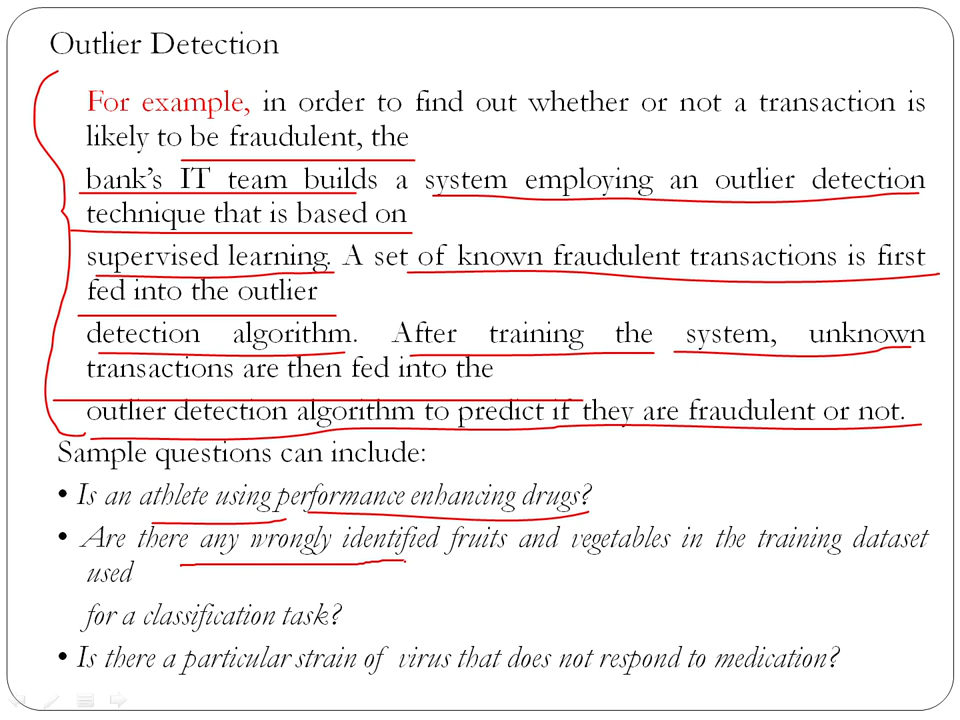 Outlier Detection
For example, in order to find out whether or not a transaction is
likely to be fraudulent, the
bank's IT team builds a system employing an outlier detection
technique that is based on
supervised learning. A set of known fraudulent transactions is first
fed into the outlier
detection algorithm. After training the system, unknown
transactions are then fed into the
outlier detection algorithm to predict if they are fraudulent or not.
Sample questions can include:
• Is an athlete using performance enhancing drugs?
• Are there any wrongly identified fruits and vegetables in the training dataset
used
for a classification task?
• Is there a particular strain of virus that does not respond to medication?